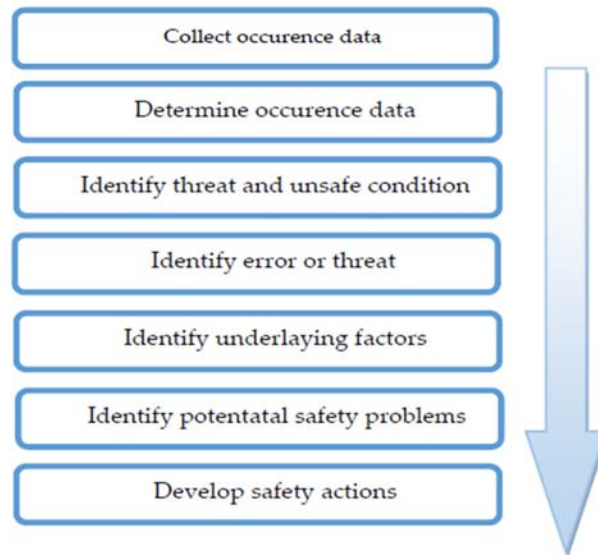 Collect occurence data
Determine occurence data
Identify threat and unsafe condition
Identify error or threat
Identify underlaying factors
Identify potentatal safety problems
Develop safety actions